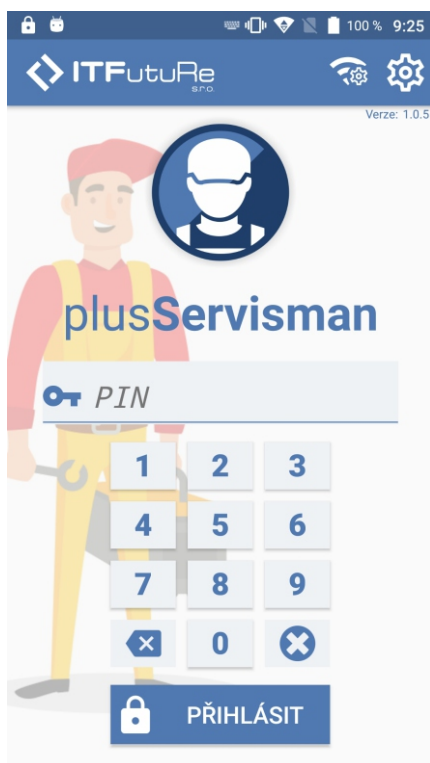 100 % 9:25
ITFutuRe
s.r.o.
Verze: 1.0.5
plusServisman
PIN
1 2 3
4 5 6
7 8 9
0
PŘIHLÁSIT